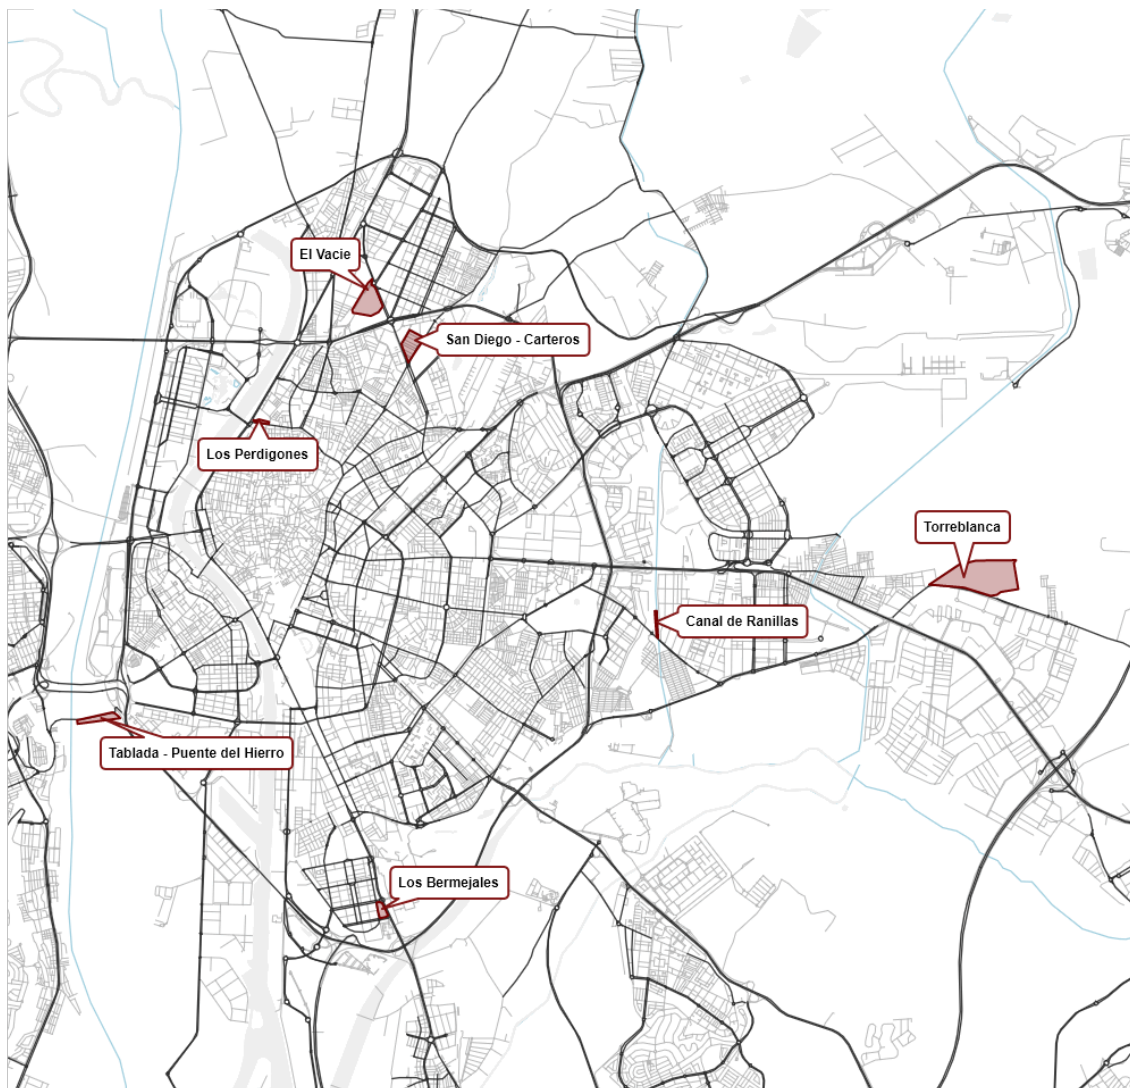 El Vacie
San Diego - Carteros
Los Perdigones
Torreblanca
Canal de Ranillas
Tablada - Puente del Hierro
Los Bermejales